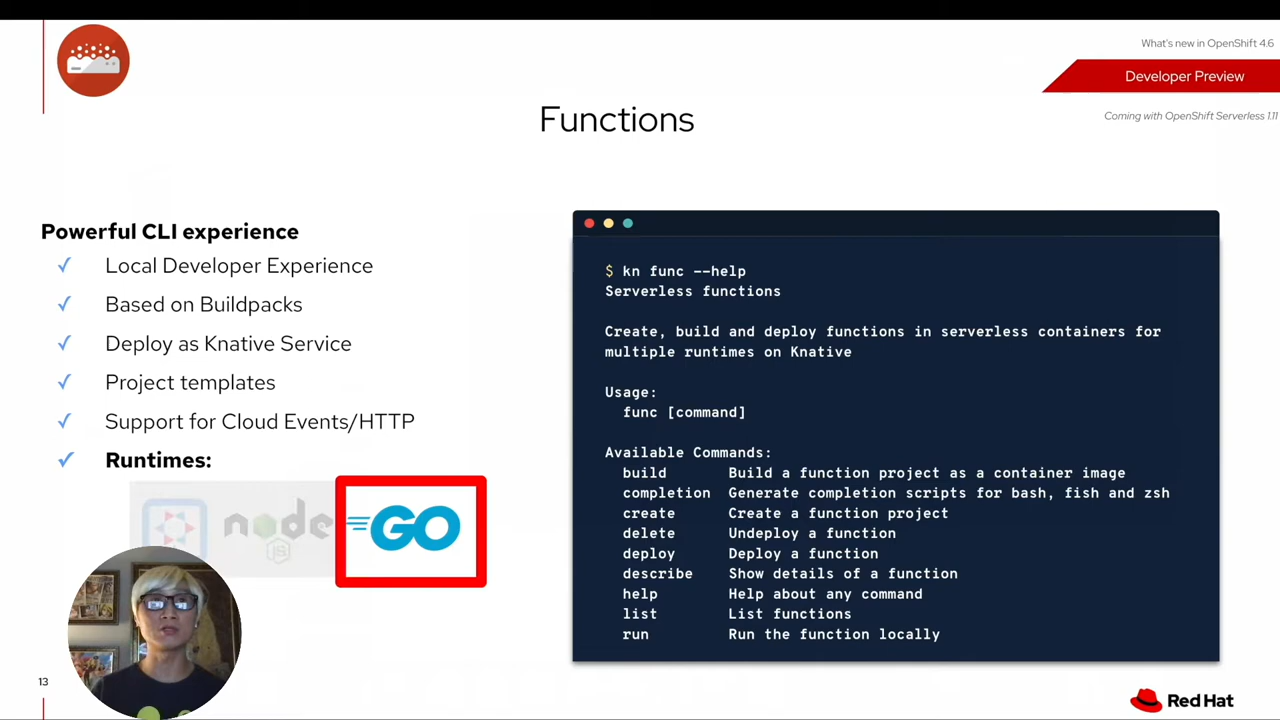 What's new in OpenShift 4.6
Developer Preview
Coming with OpenShift Serverless 1.11
Functions
Powerful CLI experience
✓ Local Developer Experience
✓ Based on Buildpacks
✓ Deploy as Knative Service
✓ Project templates
✓ Support for Cloud Events/HTTP
✓ Runtimes:
node
JS
GO
$ kn func --help
Serverless functions
Create, build and deploy functions in serverless containers for
multiple runtimes on Knative
Usage:
func [command]
Available Commands:
build Build a function project as a container image
completion Generate completion scripts for bash, fish and zsh
create Create a function project
delete Undeploy a function
deploy Deploy a function
describe Show details of a function
help Help about any command
list List functions
run Run the function locally
13
Red Hat